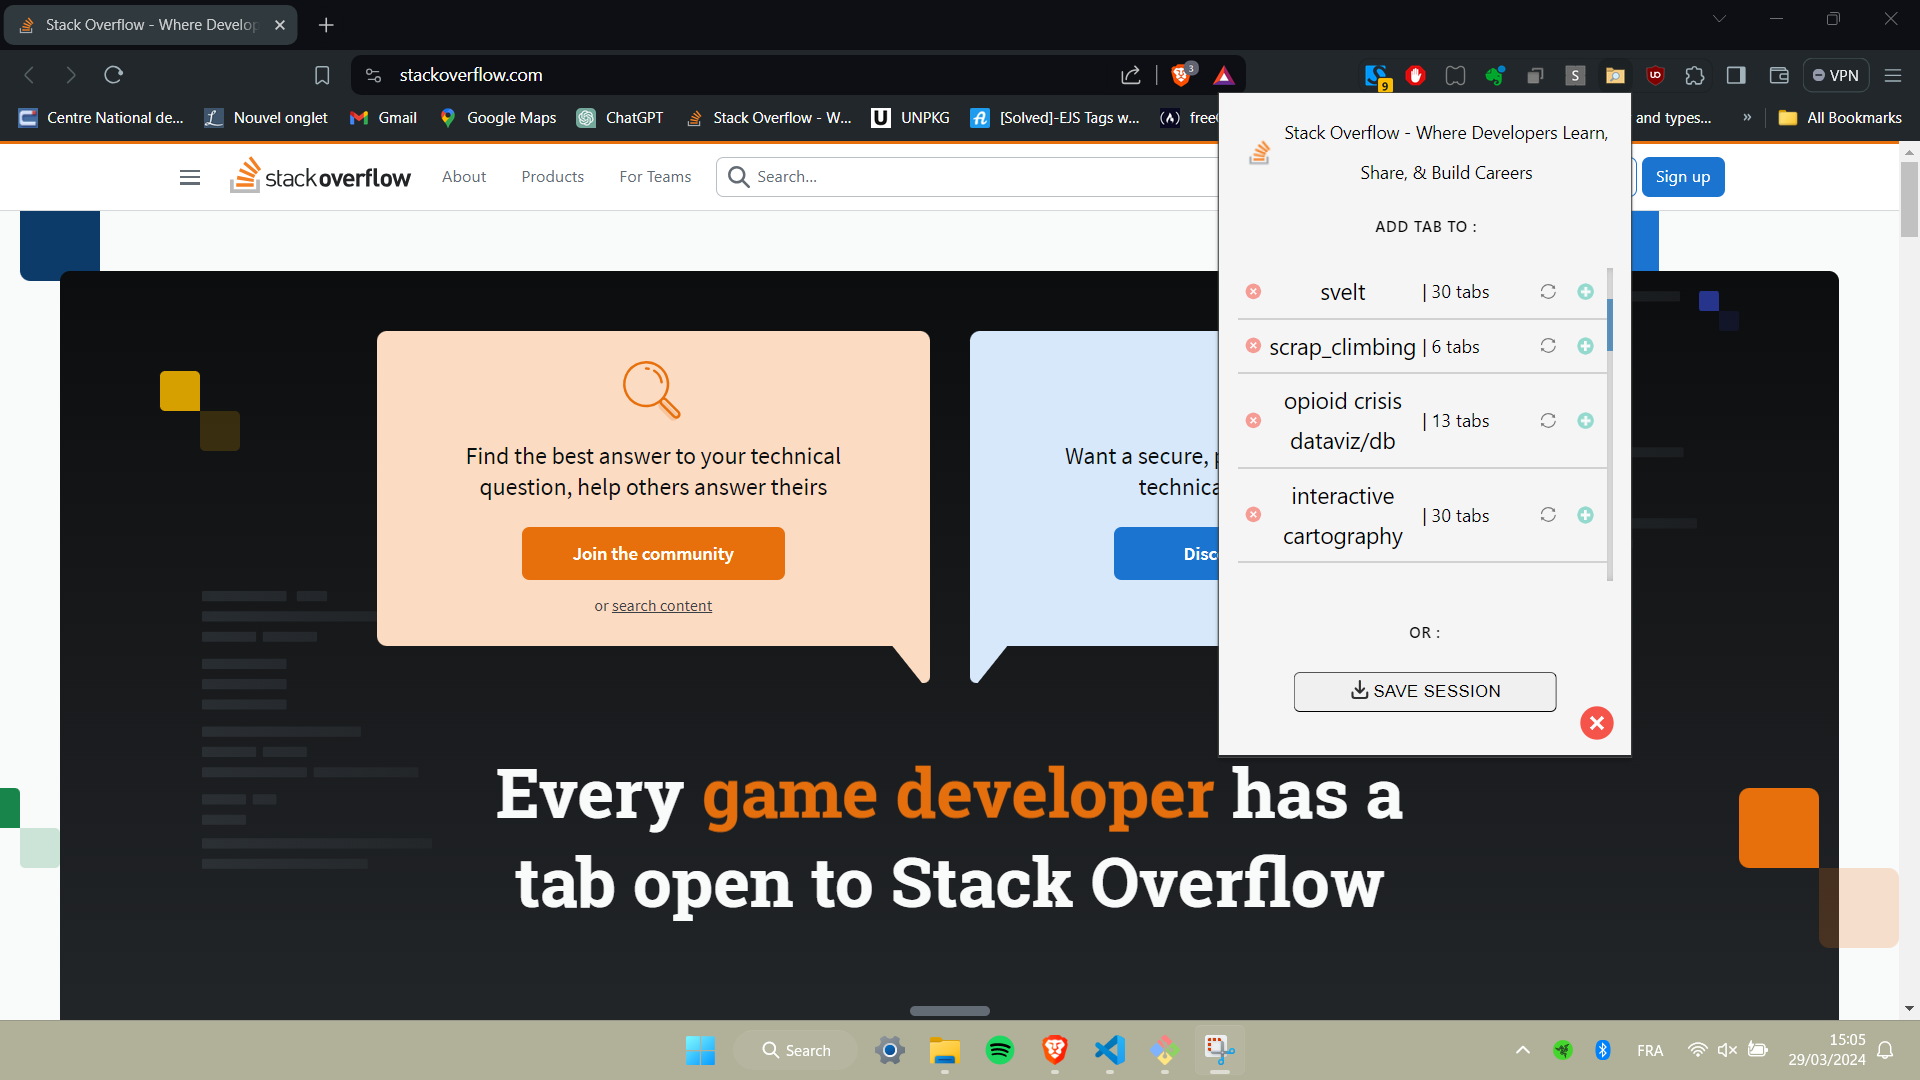 Stack Overflow - Where Develop
stackoverflow.com
3
9
S
VPN
Centre National de...
Nouvel onglet
Gmail
Google Maps
ChatGPT
Stack Overflow - W...
UNPKG
[Solved]-EJS Tags w...
free
and types...
»
All Bookmarks
stackoverflow
About
Products
For Teams
Search...
Sign up
Stack Overflow - Where Developers Learn,
Share, & Build Careers
ADD TAB TO :
svelt | 30 tabs
scrap_climbing | 6 tabs
opioid crisis
dataviz/db
| 13 tabs
interactive
cartography
| 30 tabs
OR :
SAVE SESSION
Find the best answer to your technical
question, help others answer theirs
Join the community
or search content
Want a secure,
technica
Disc
Every game developer has a
tab open to Stack Overflow
Search
FRA
15:05
29/03/2024